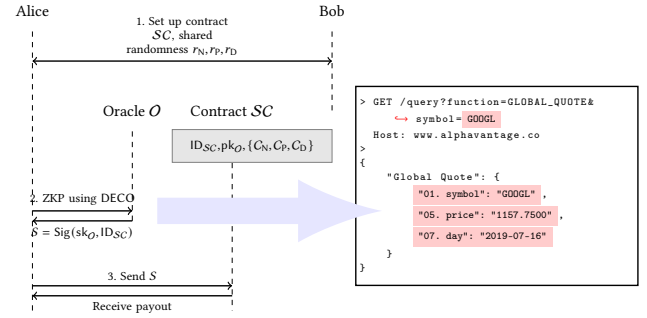 Alice
Bob
1. Set up contract
SC, shared
randomness r_N, r_P, r_D
Oracle O
Contract SC
ID_SC, pk_O, {C_N, C_P, C_D}
2. ZKP using DECO
S = Sig(sk_O, ID_SC)
3. Send S
Receive payout
> GET /query?function=GLOBAL_QUOTE&
↪ symbol=GOOGL
Host: www.alphavantage.co
>
{
"Global Quote": {
"01. symbol": "GOOGL",
"05. price": "1157.7500",
"07. day": "2019-07-16"
}
}